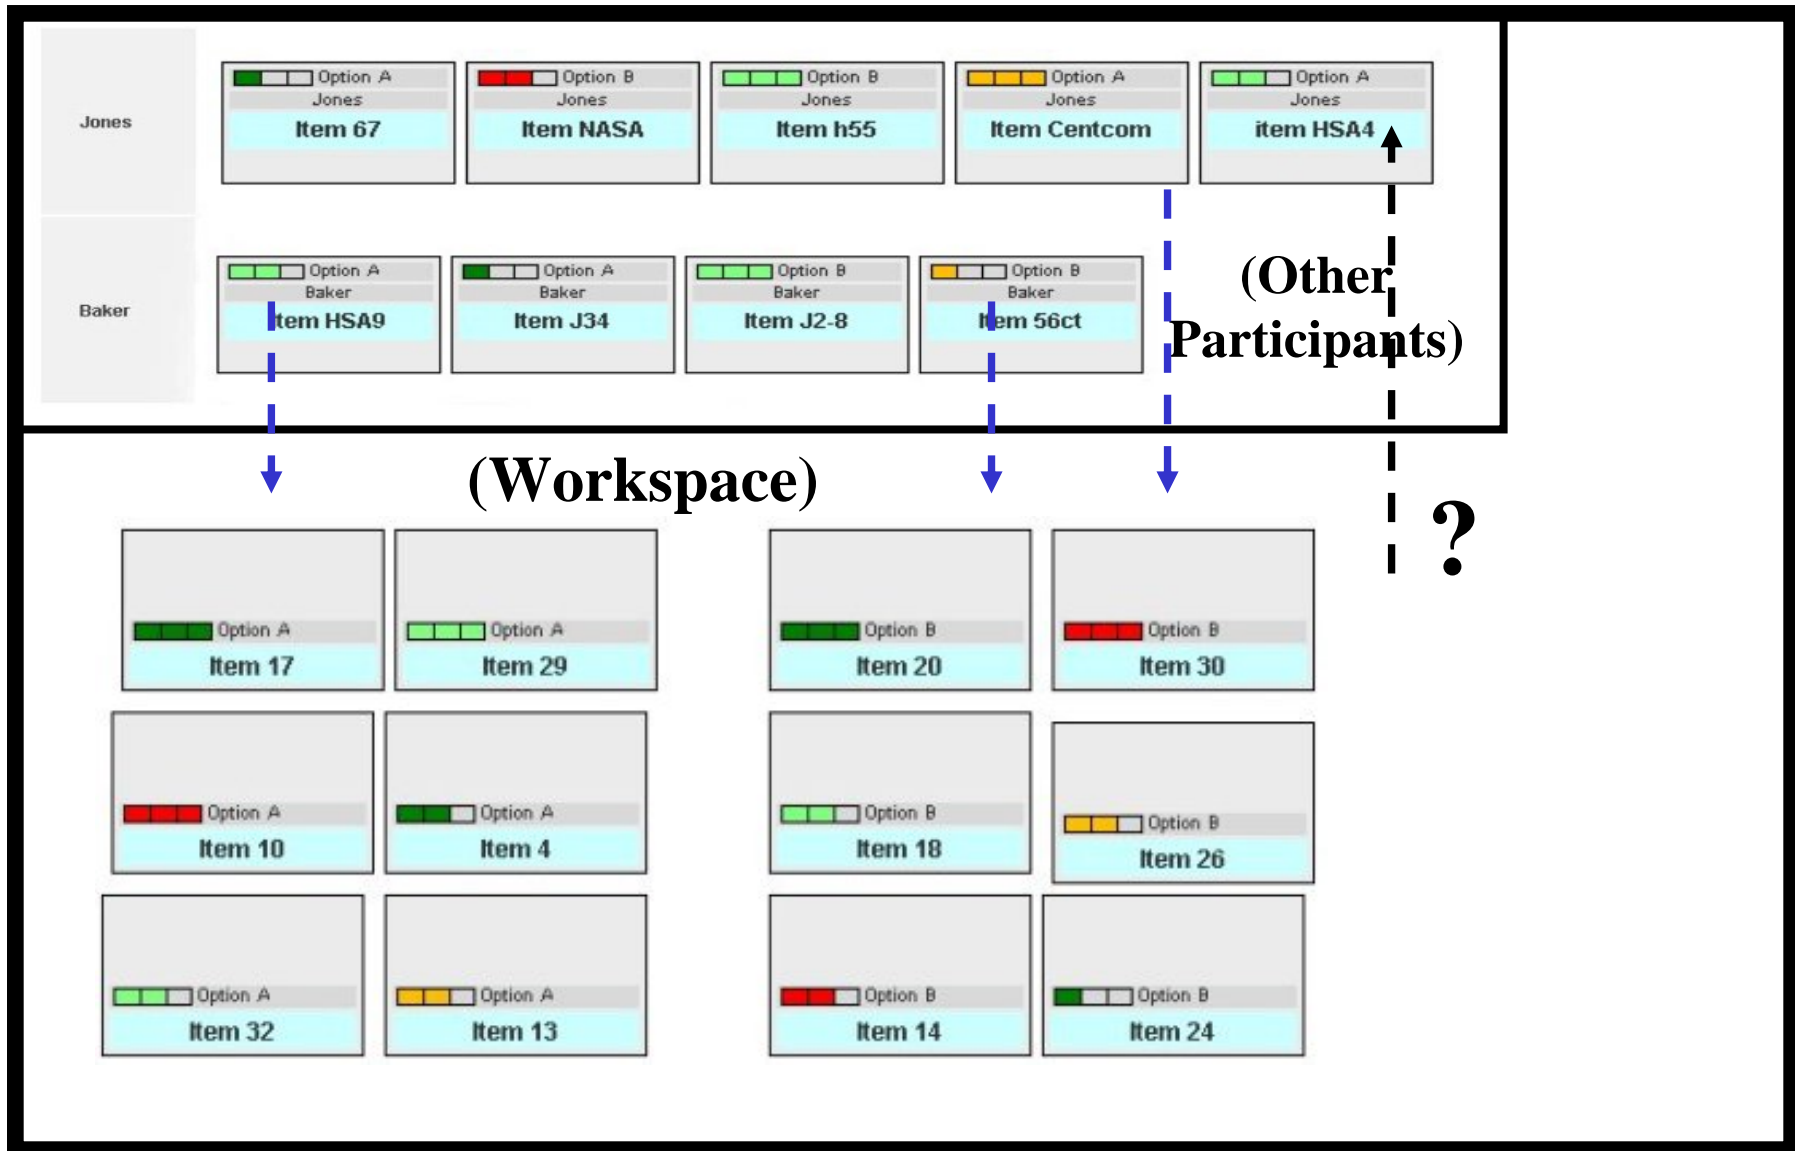 Jones
Option A
Jones
Item 67
Option B
Jones
Item NASA
Option B
Jones
Item h55
Option A
Jones
Item Centcom
Option A
Jones
item HSA4
Baker
Option A
Baker
Item HSA9
Option A
Baker
Item J34
Option B
Baker
Item J2-8
Option B
Baker
Item 56ct
(Other
Participants)
(Workspace)
?
Option A
Item 17
Option A
Item 29
Option B
Item 20
Option B
Item 30
Option A
Item 10
Option A
Item 4
Option B
Item 18
Option B
Item 26
Option A
Item 32
Option A
Item 13
Option B
Item 14
Option B
Item 24